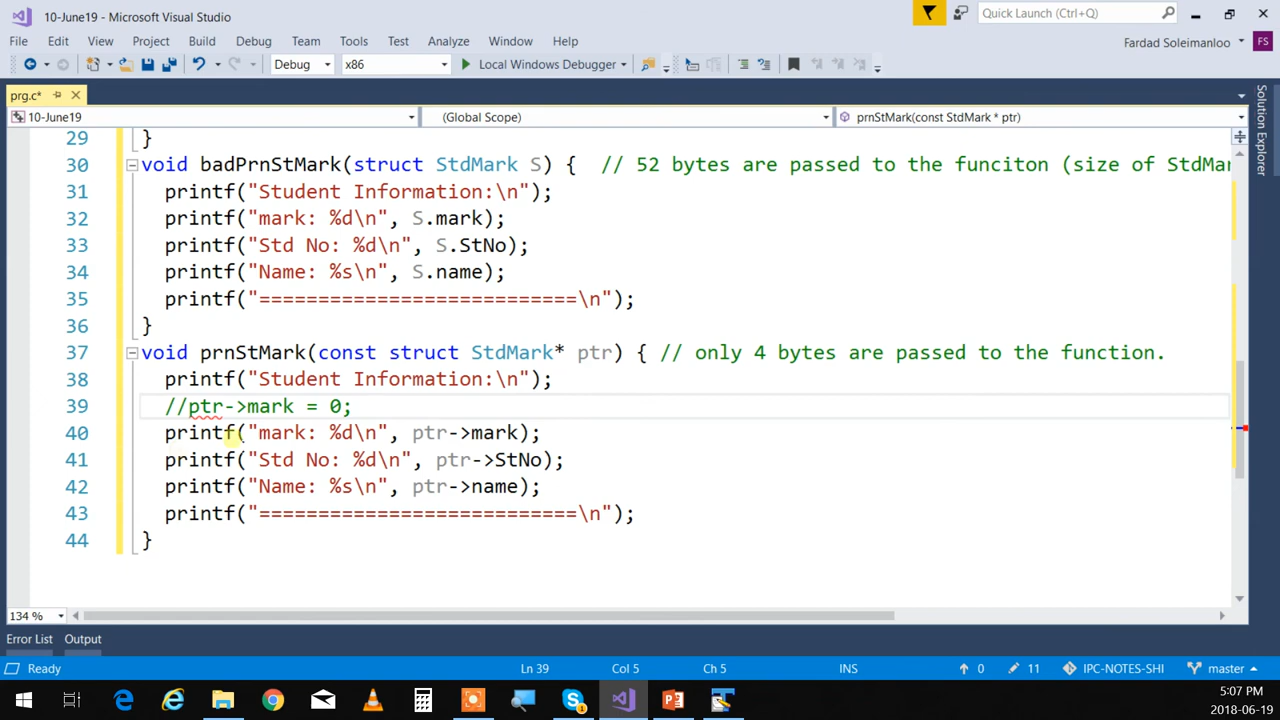 10-June19 - Microsoft Visual Studio
Quick Launch (Ctrl+Q)
File Edit View Project Build Debug Team Tools Test Analyze Window Help
Fardad Soleimanloo FS
Debug x86 Local Windows Debugger
prg.c*
10-June19 (Global Scope) prnStMark(const StdMark * ptr)
Solution Explorer
29 }
30 void badPrnStMark(struct StdMark S) { // 52 bytes are passed to the funciton (size of StdMar
31 printf("Student Information:\n");
32 printf("mark: %d\n", S.mark);
33 printf("Std No: %d\n", S.StNo);
34 printf("Name: %s\n", S.name);
35 printf("===========================\n");
36 }
37 void prnStMark(const struct StdMark* ptr) { // only 4 bytes are passed to the function.
38 printf("Student Information:\n");
39 //ptr->mark = 0;
40 printf("mark: %d\n", ptr->mark);
41 printf("Std No: %d\n", ptr->StNo);
42 printf("Name: %s\n", ptr->name);
43 printf("===========================\n");
44 }
134 %
Error List Output
Ready Ln 39 Col 5 Ch 5 INS 0 11 IPC-NOTES-SHI master
5:07 PM
2018-06-19